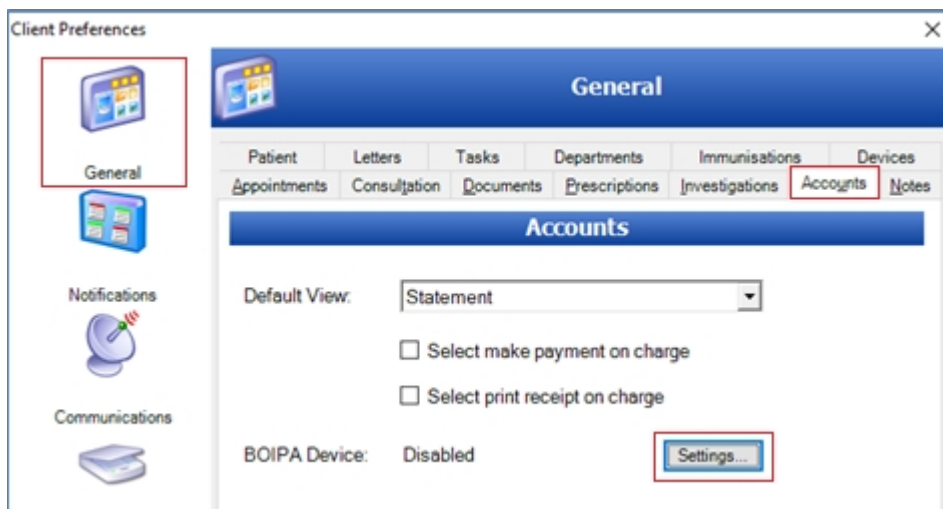 Client Preferences
General
General
Patient Letters Tasks Departments Immunisations Devices
Appointments Consultation Documents Prescriptions Investigations Accounts Notes
Accounts
Notifications
Default View: Statement
Select make payment on charge
Select print receipt on charge
Communications
BOIPA Device: Disabled Settings...